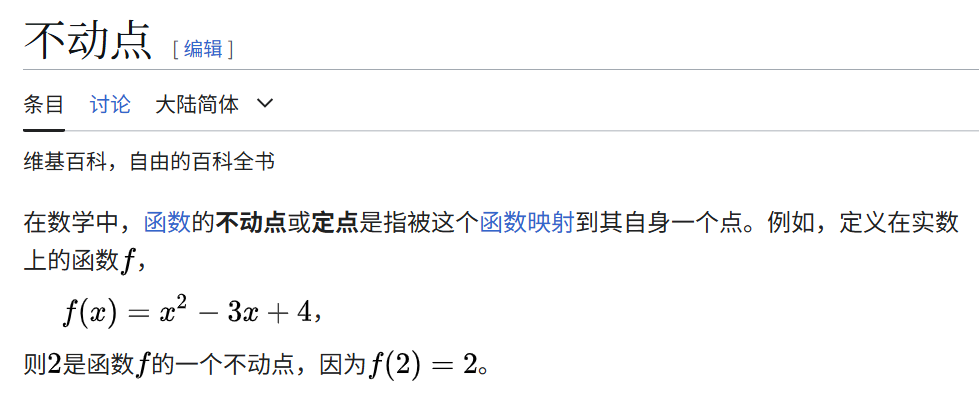 不动点 [ 编辑 ]
条目 讨论 大陆简体
维基百科，自由的百科全书
在数学中，函数的不动点或定点是指被这个函数映射到其自身一个点。例如，定义在实数
上的函数f，
f(x) = x² − 3x + 4，
则2是函数f的一个不动点，因为f(2) = 2。